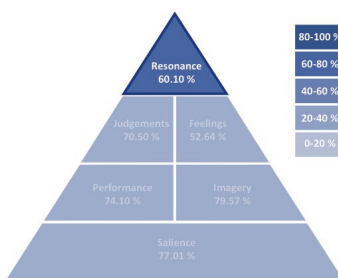 Resonance
60.10 %
Judgements
70.50 %
Feelings
52.64 %
Performance
74.10 %
Imagery
79.57 %
Salience
77.01 %
80-100 %
60-80 %
40-60 %
20-40 %
0-20 %